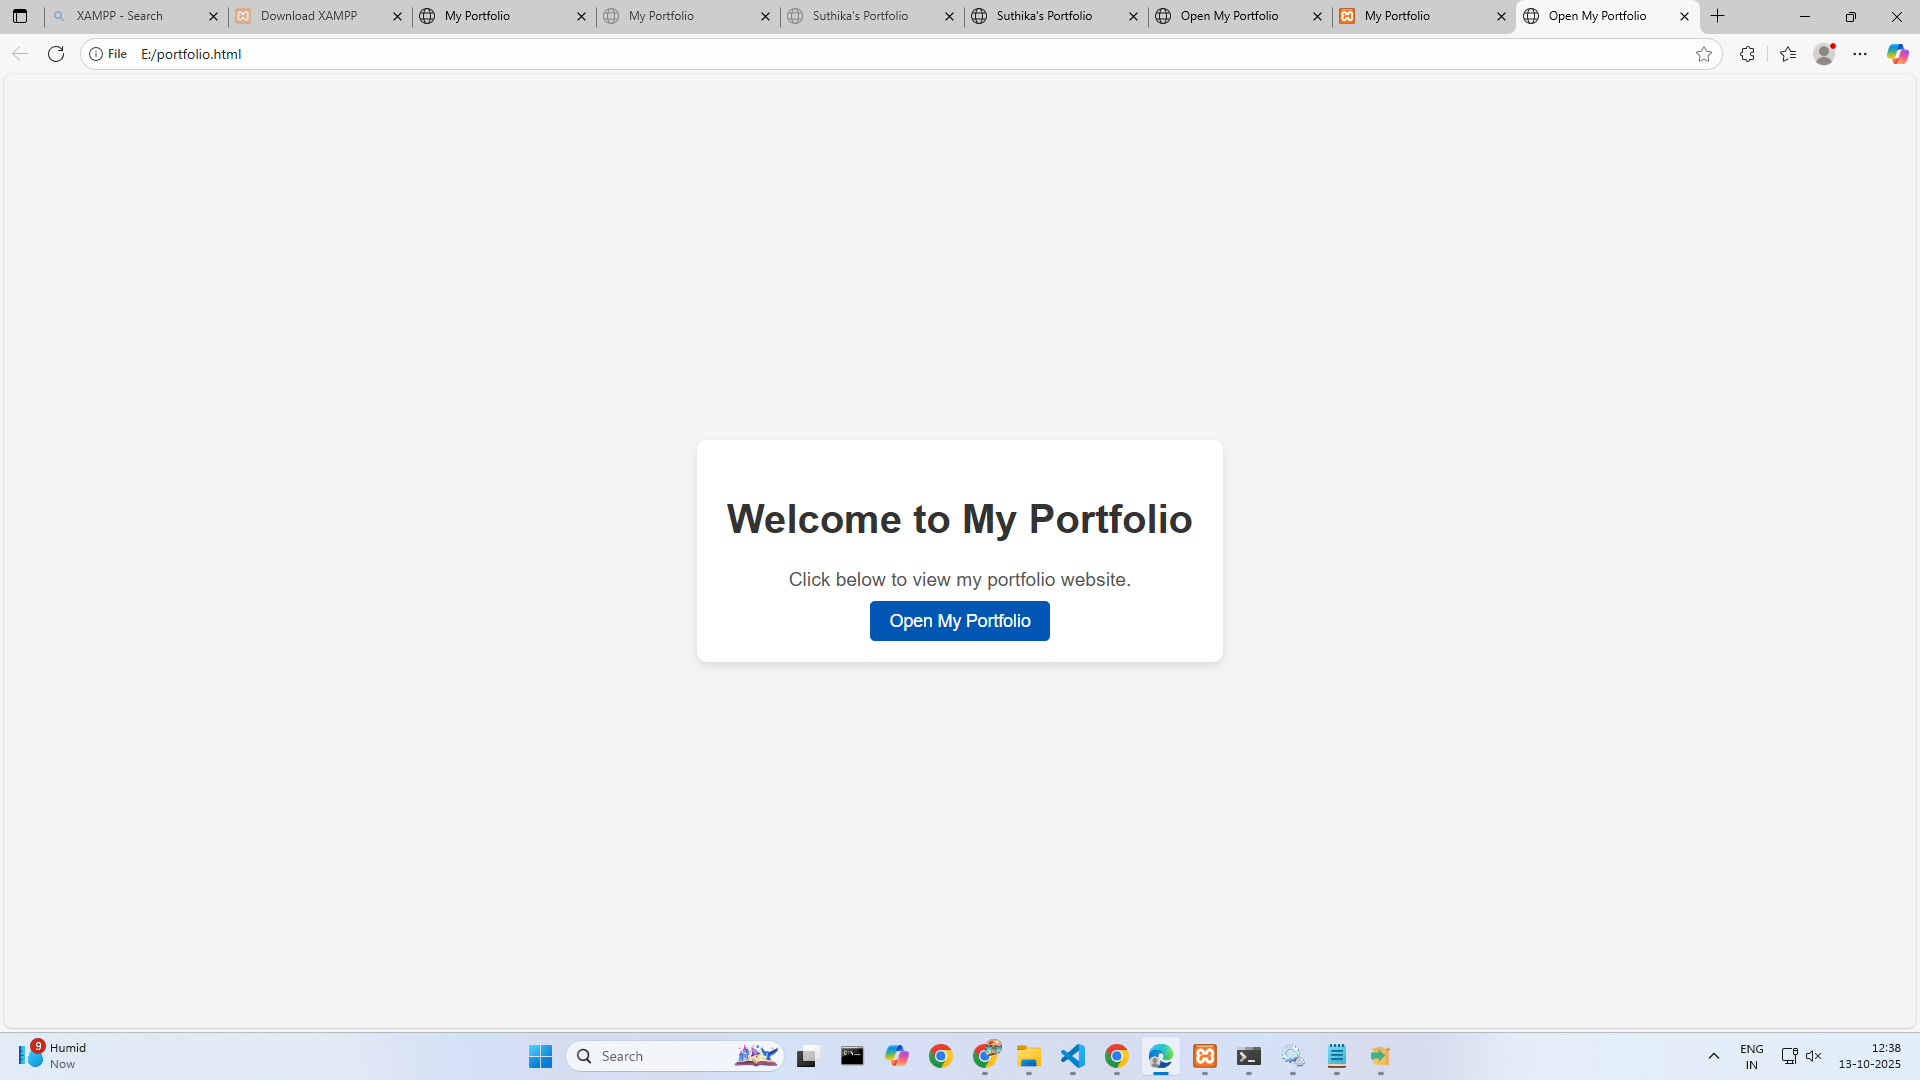 XAMPP - Search
Download XAMPP
My Portfolio
My Portfolio
Suthika's Portfolio
Suthika's Portfolio
Open My Portfolio
My Portfolio
Open My Portfolio
File E:/portfolio.html
Welcome to My Portfolio
Click below to view my portfolio website.
Open My Portfolio
9
Humid
Now
Search
ENG
IN
12:38
13-10-2025